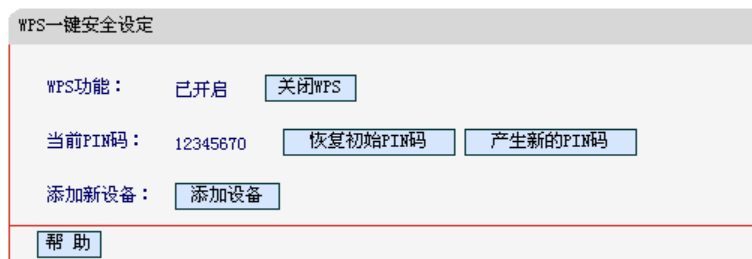 WPS一键安全设定
WPS功能： 已开启 关闭WPS
当前PIN码： 12345670 恢复初始PIN码 产生新的PIN码
添加新设备： 添加设备
帮 助